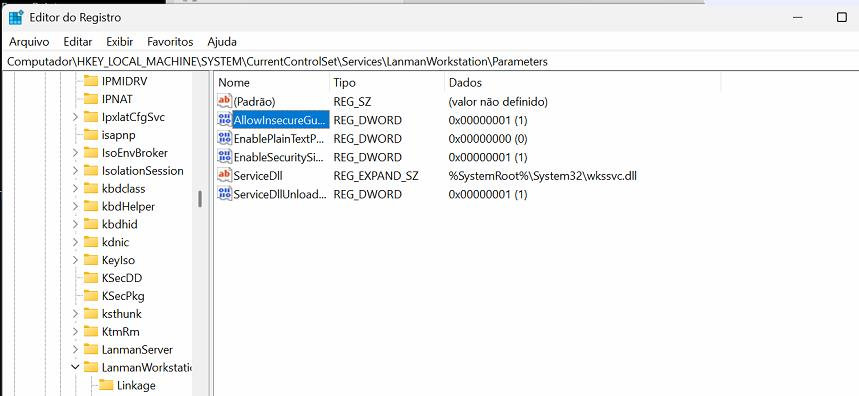 Editor do Registro
Arquivo Editar Exibir Favoritos Ajuda
Computador\HKEY_LOCAL_MACHINE\SYSTEM\CurrentControlSet\Services\LanmanWorkstation\Parameters
IPMIDRV
IPNAT
IpxlatCfgSvc
isapnp
IsoEnvBroker
IsolationSession
kbdclass
kbdHelper
kbdhid
kdnic
KeyIso
KSecDD
KSecPkg
ksthunk
KtmRm
LanmanServer
LanmanWorkstatic
Linkage
Nome Tipo Dados
(Padrão) REG_SZ (valor não definido)
AllowInsecureGu... REG_DWORD 0x00000001 (1)
EnablePlainTextP... REG_DWORD 0x00000000 (0)
EnableSecuritySi... REG_DWORD 0x00000001 (1)
ServiceDll REG_EXPAND_SZ %SystemRoot%\System32\wkssvc.dll
ServiceDllUnload... REG_DWORD 0x00000001 (1)